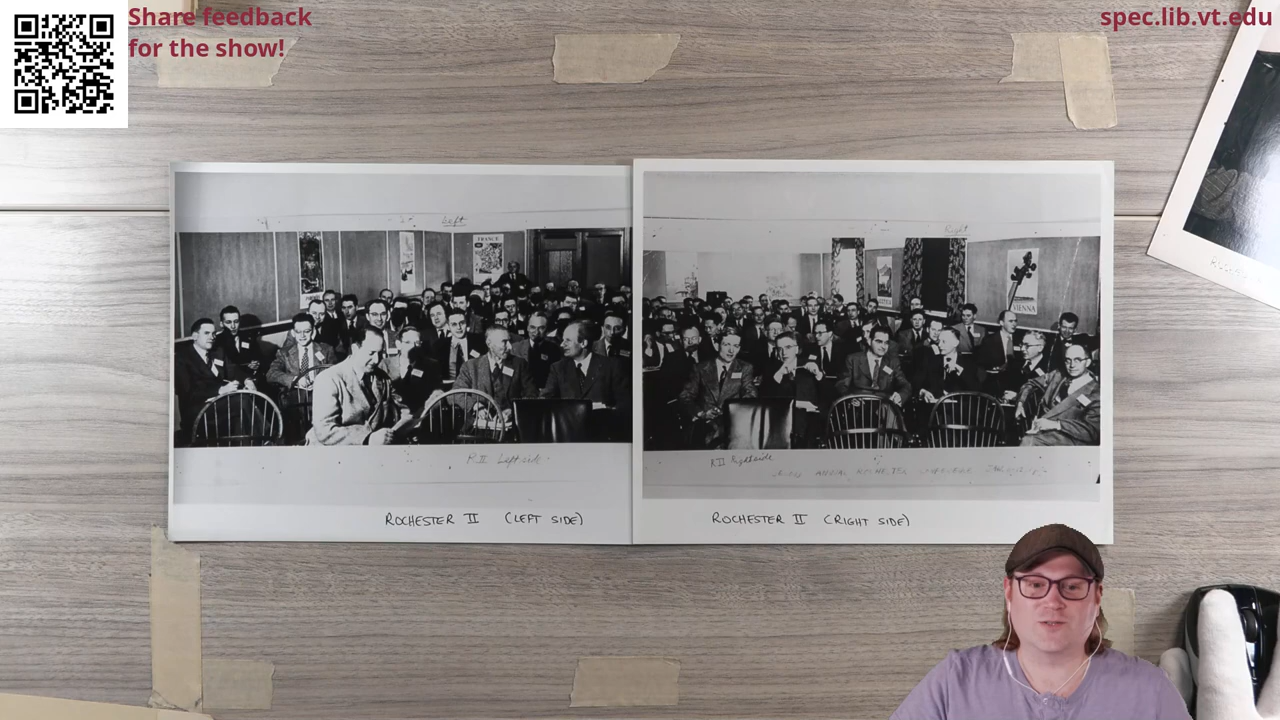 Share feedback
for the show!
spec.lib.vt.edu
Left
FRANCE
R II Left side
ROCHESTER II (LEFT SIDE)
Right
VIENNA
R II Right side
ROCHESTER II (RIGHT SIDE)